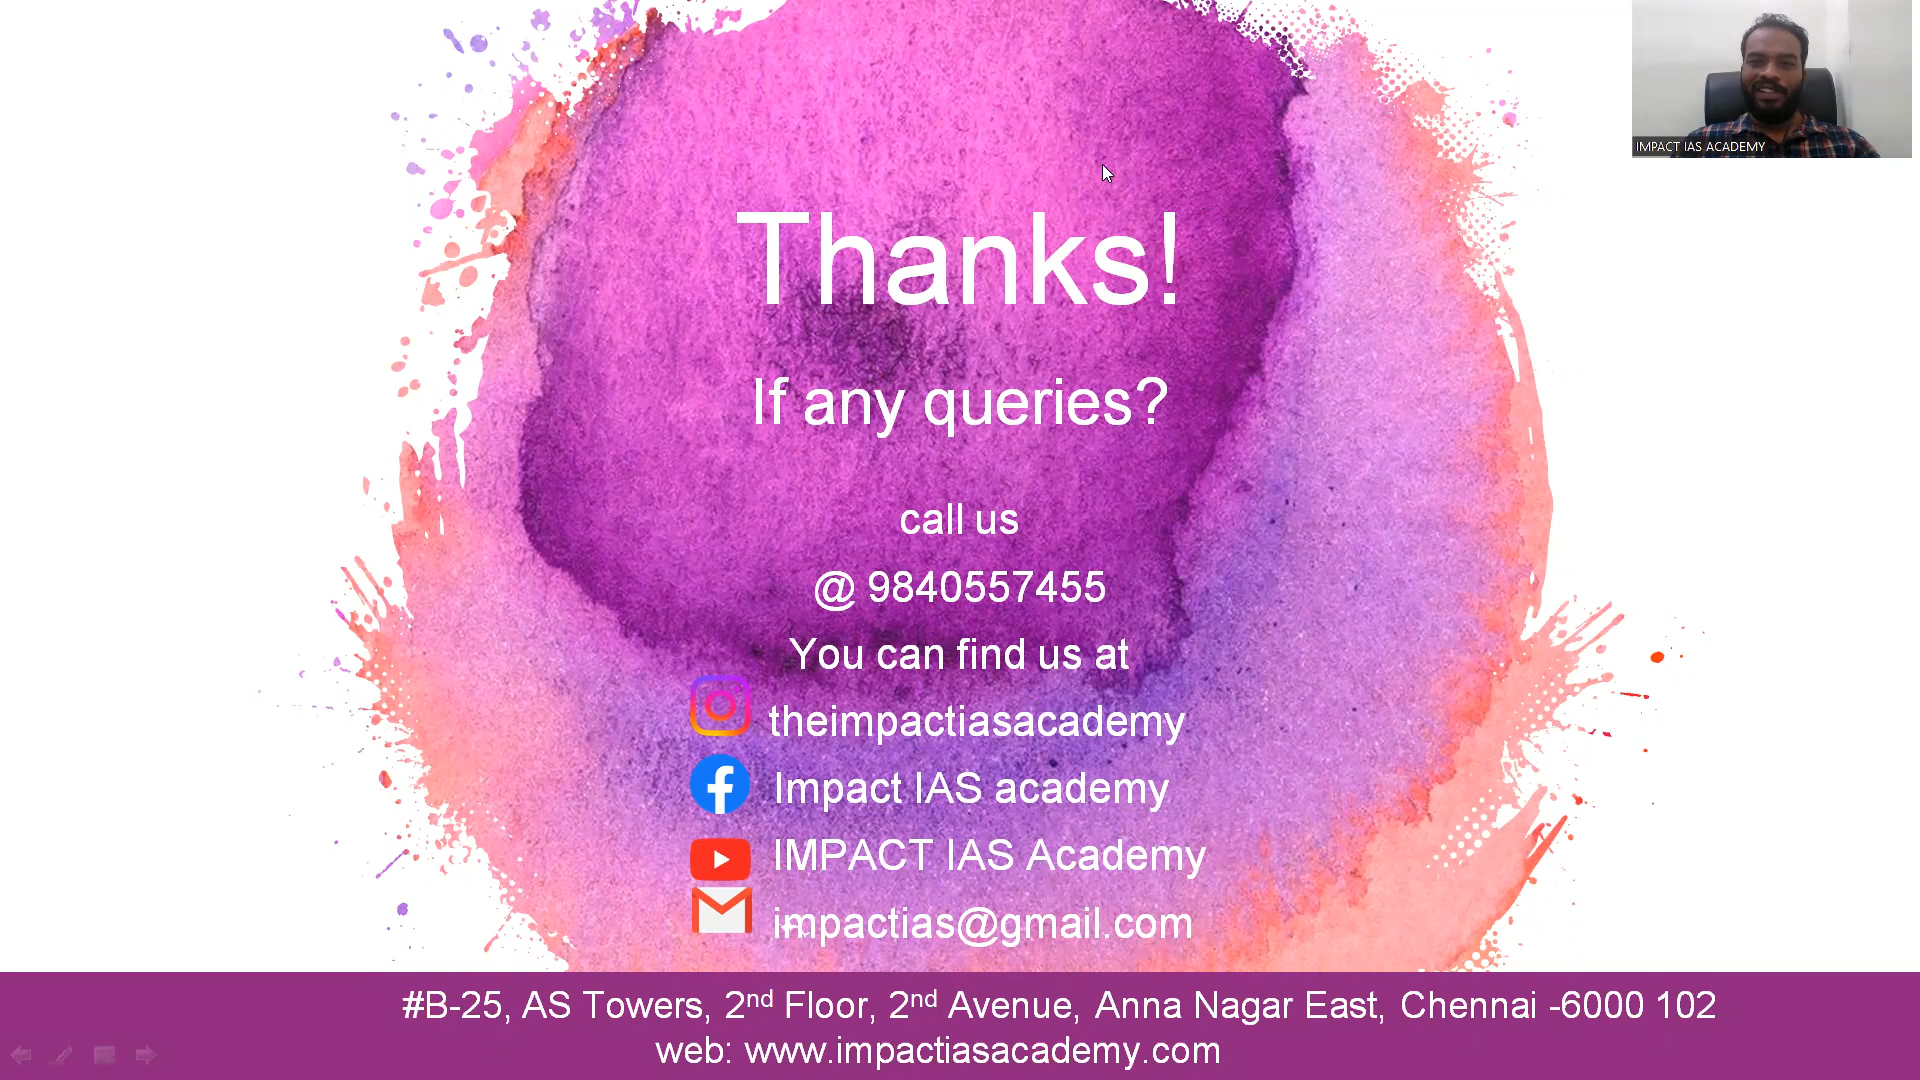 IMPACT IAS ACADEMY
Thanks!
If any queries?
call us
@ 9840557455
You can find us at
theimpactiasacademy
Impact IAS academy
IMPACT IAS Academy
impactias@gmail.com
#B-25, AS Towers, 2nd Floor, 2nd Avenue, Anna Nagar East, Chennai -6000 102
web: www.impactiasacademy.com